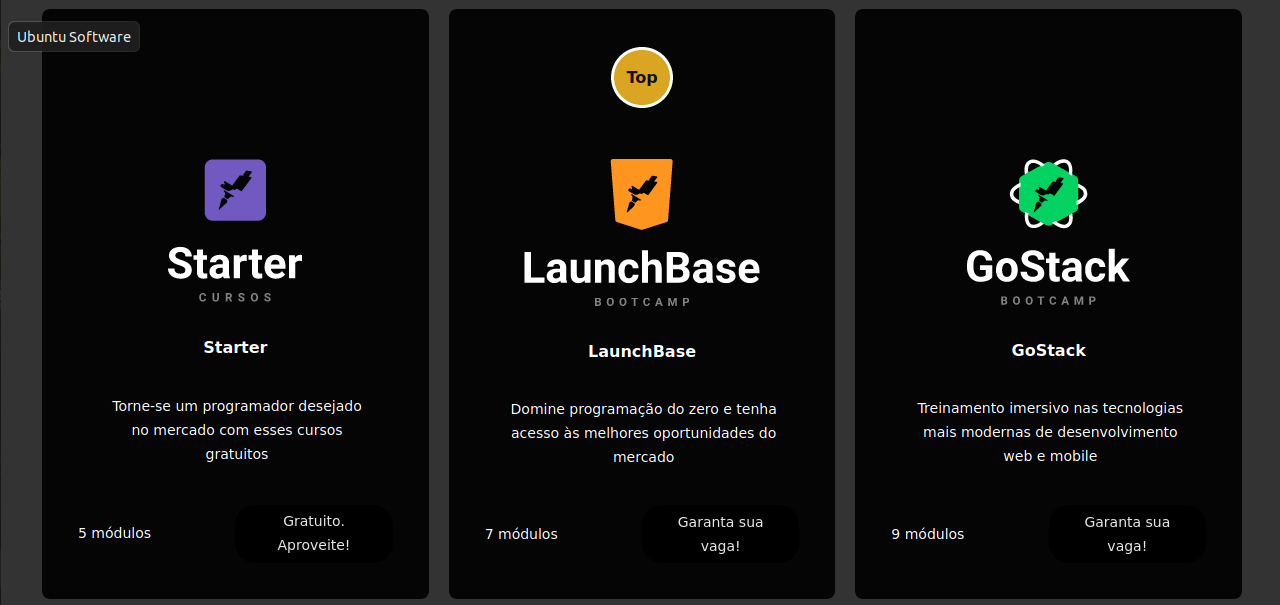 Ubuntu Software
Starter
CURSOS
Starter
Torne-se um programador desejado
no mercado com esses cursos
gratuitos
5 módulos
Gratuito.
Aproveite!
Top
LaunchBase
BOOTCAMP
LaunchBase
Domine programação do zero e tenha
acesso às melhores oportunidades do
mercado
7 módulos
Garanta sua
vaga!
GoStack
BOOTCAMP
GoStack
Treinamento imersivo nas tecnologias
mais modernas de desenvolvimento
web e mobile
9 módulos
Garanta sua
vaga!